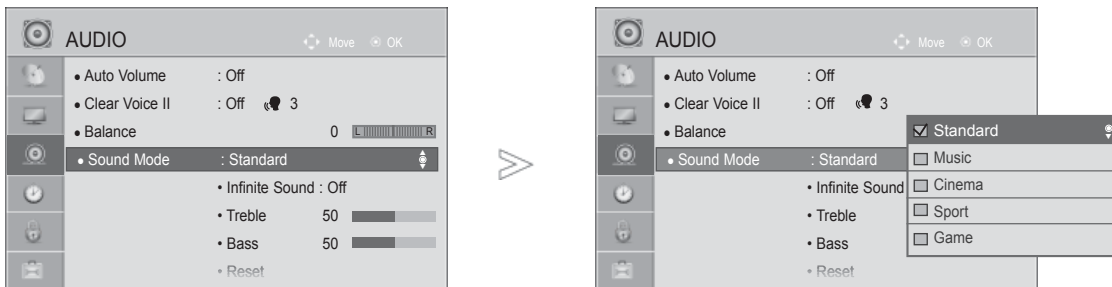 AUDIO
Move OK
• Auto Volume : Off
• Clear Voice II : Off 3
• Balance 0 L R
• Sound Mode : Standard
• Infinite Sound : Off
• Treble 50
• Bass 50
• Reset
AUDIO
Move OK
• Auto Volume : Off
• Clear Voice II : Off 3
• Balance
• Sound Mode : Standard
• Infinite Sound
• Treble
• Bass
• Reset
Standard
Music
Cinema
Sport
Game